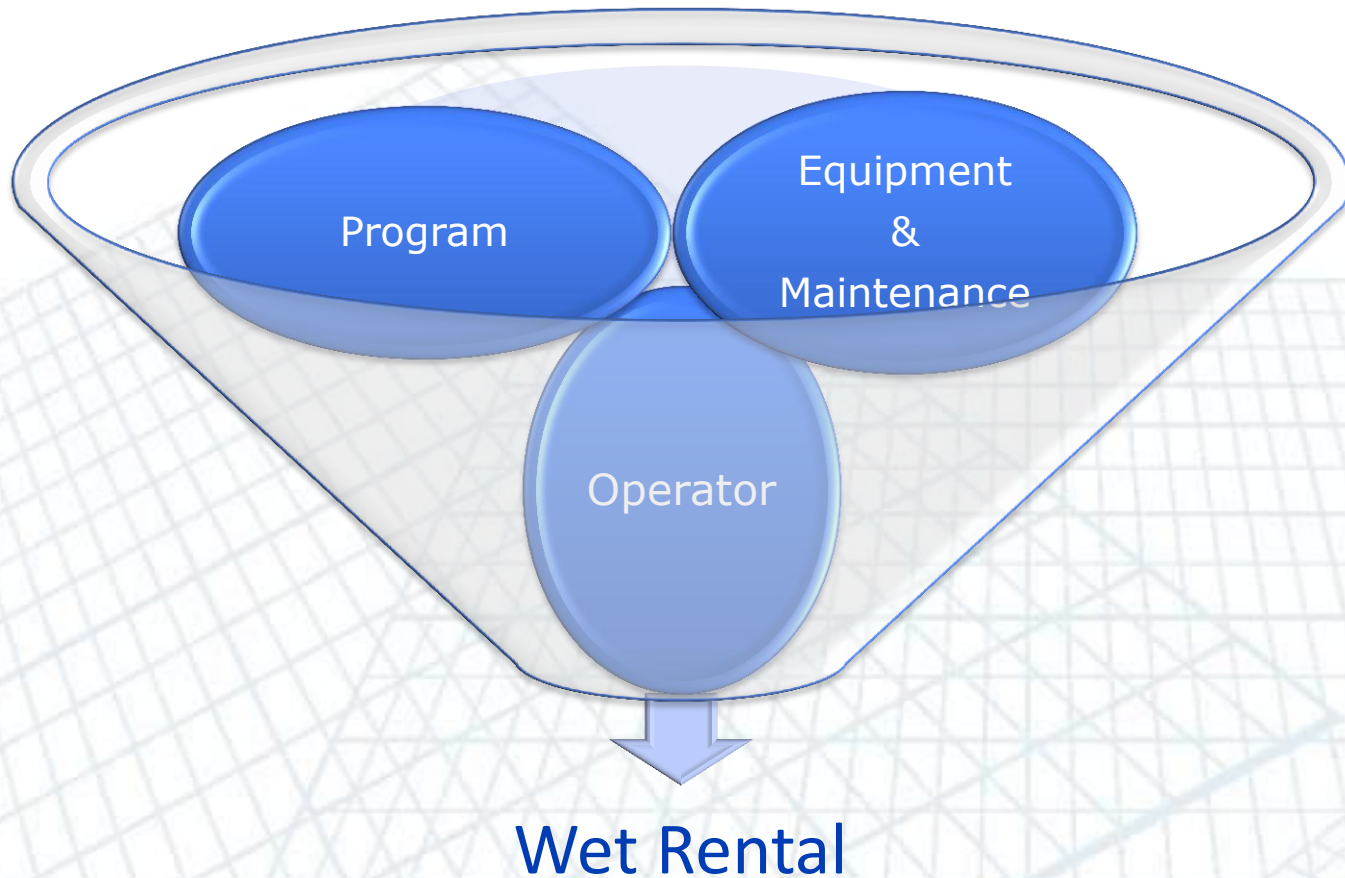 Program
Equipment
&
Maintenance
Operator
Wet Rental